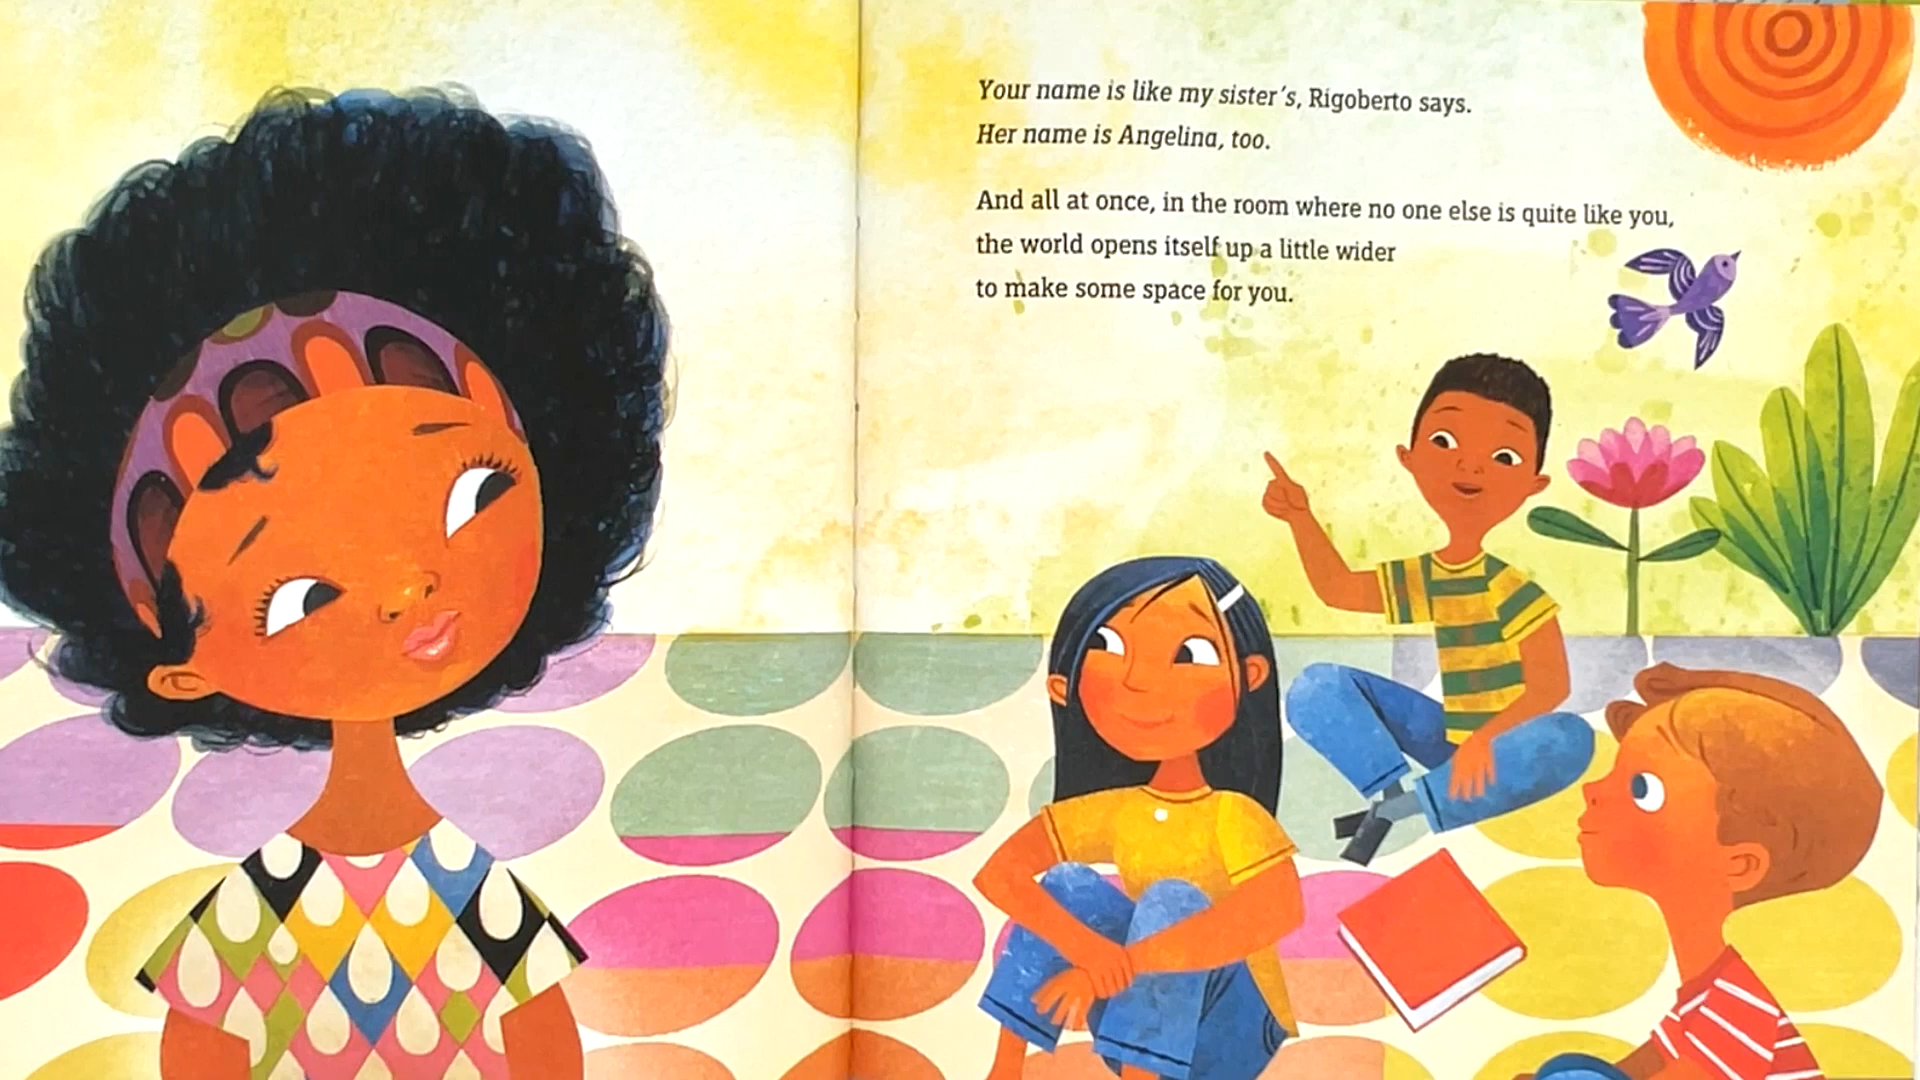 Your name is like my sister's, Rigoberto says.
Her name is Angelina, too.
And all at once, in the room where no one else is quite like you,
the world opens itself up a little wider
to make some space for you.